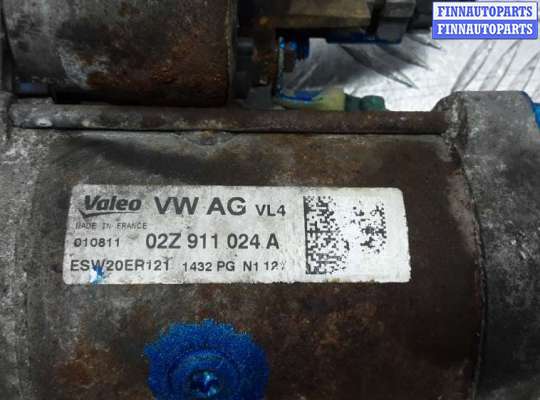 FINNAUTOPARTS
FINNAUTOPARTS
Valeo VW AG VL4
MADE IN FRANCE
010811 02Z 911 024 A
ESW20ER121 1432 PG N1 12V